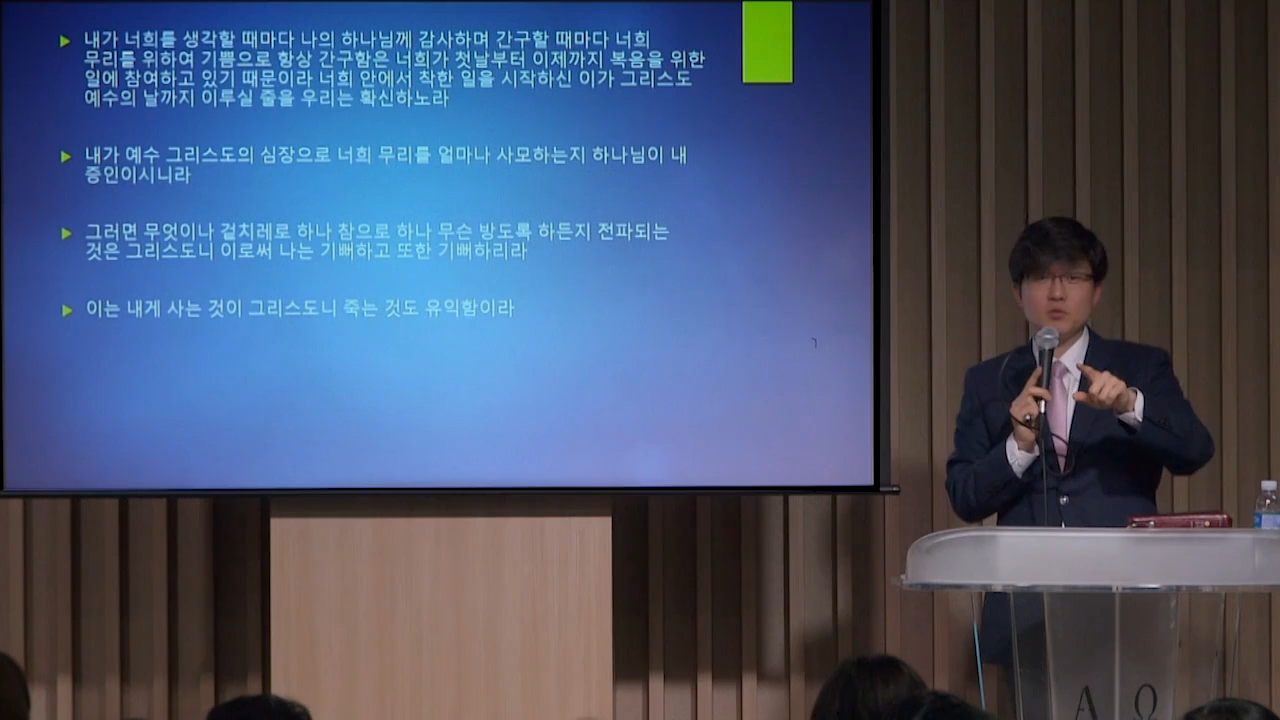 내가 너희를 생각할 때마다 나의 하나님께 감사하며 간구할 때마다 너희
무리를 위하여 기쁨으로 항상 간구함은 너희가 첫날부터 이제까지 복음을 위한
일에 참여하고 있기 때문이라 너희 안에서 착한 일을 시작하신 이가 그리스도
예수의 날까지 이루실 줄을 우리는 확신하노라
내가 예수 그리스도의 심장으로 너희 무리를 얼마나 사모하는지 하나님이 내
증인이시니라
그러면 무엇이냐 겉치레로 하나 참으로 하나 무슨 방도록 하든지 전파되는
것은 그리스도니 이로써 나는 기뻐하고 또한 기뻐하리라
이는 내게 사는 것이 그리스도니 죽는 것도 유익함이라
A Ω